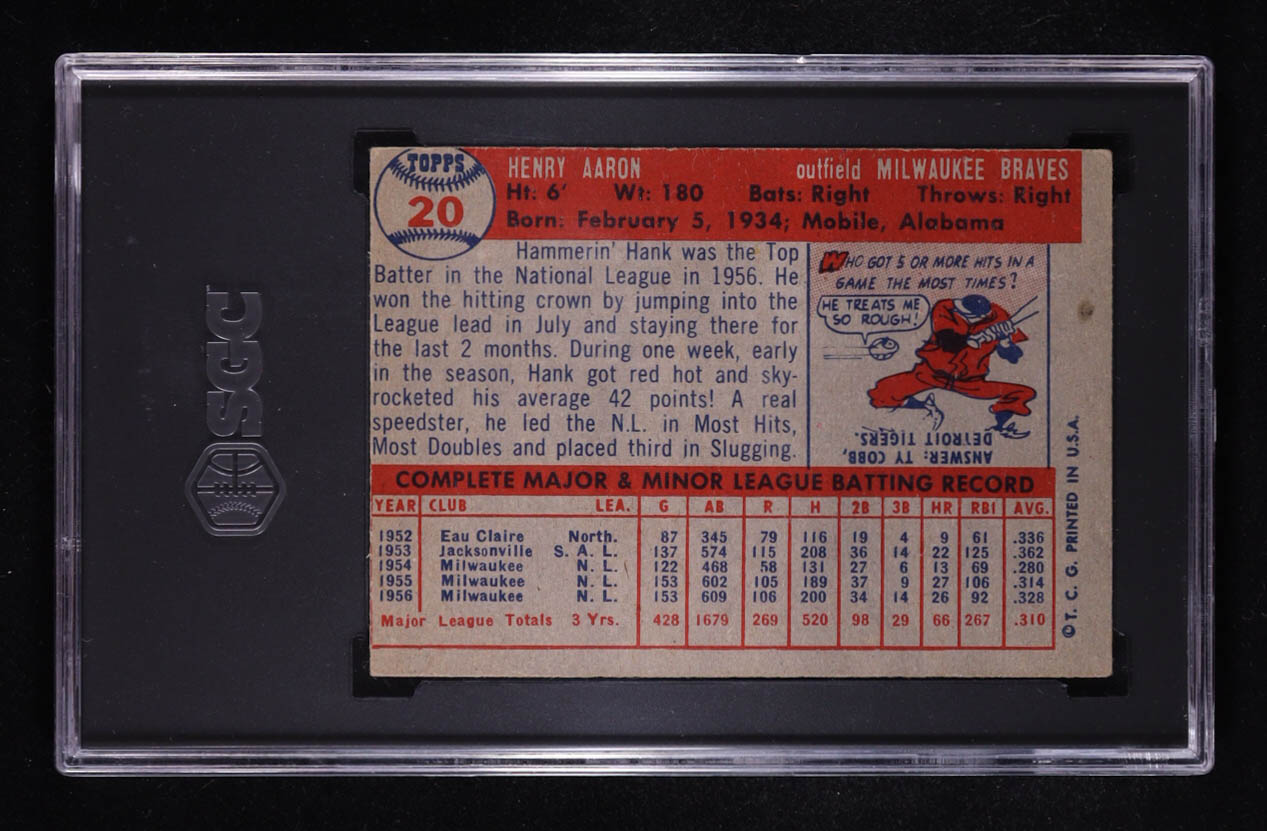 SGC
TOPPS
20
HENRY AARON outfield MILWAUKEE BRAVES
Ht: 6' Wt: 180 Bats: Right Throws: Right
Born: February 5, 1934; Mobile, Alabama
Hammerin' Hank was the Top
Batter in the National League in 1956. He
won the hitting crown by jumping into the
League lead in July and staying there for
the last 2 months. During one week, early
in the season, Hank got red hot and sky-
rocketed his average 42 points! A real
speedster, he led the N.L. in Most Hits,
Most Doubles and placed third in Slugging.
WHO GOT 5 OR MORE HITS IN A
GAME THE MOST TIMES?
HE TREATS ME
SO ROUGH!
ANSWER: TY COBB,
DETROIT TIGERS.
COMPLETE MAJOR & MINOR LEAGUE BATTING RECORD
YEAR CLUB LEA. G AB R H 2B 3B HR RBI AVG.
1952 Eau Claire North. 87 345 79 116 19 4 9 61 .336
1953 Jacksonville S. A. L. 137 574 115 208 36 14 22 125 .362
1954 Milwaukee N. L. 122 468 58 131 27 6 13 69 .280
1955 Milwaukee N. L. 153 602 105 189 37 9 27 106 .314
1956 Milwaukee N. L. 153 609 106 200 34 14 26 92 .328
Major League Totals 3 Yrs. 428 1679 269 520 98 29 66 267 .310
© T. C. G. PRINTED IN U.S.A.